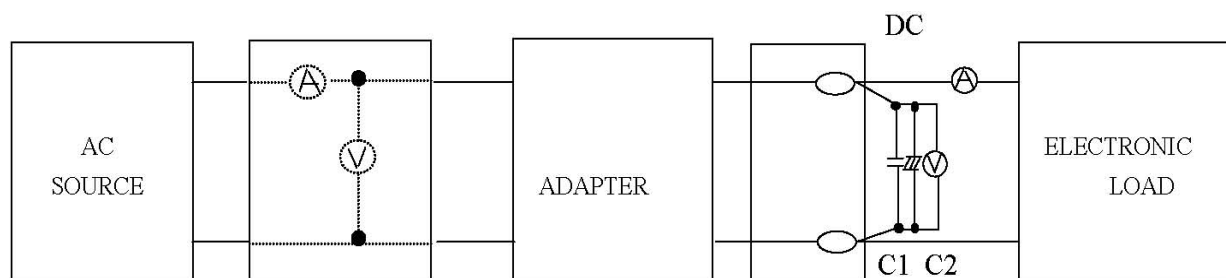 DC
A
A
AC
SOURCE
V
ADAPTER
V
ELECTRONIC
LOAD
C1 C2